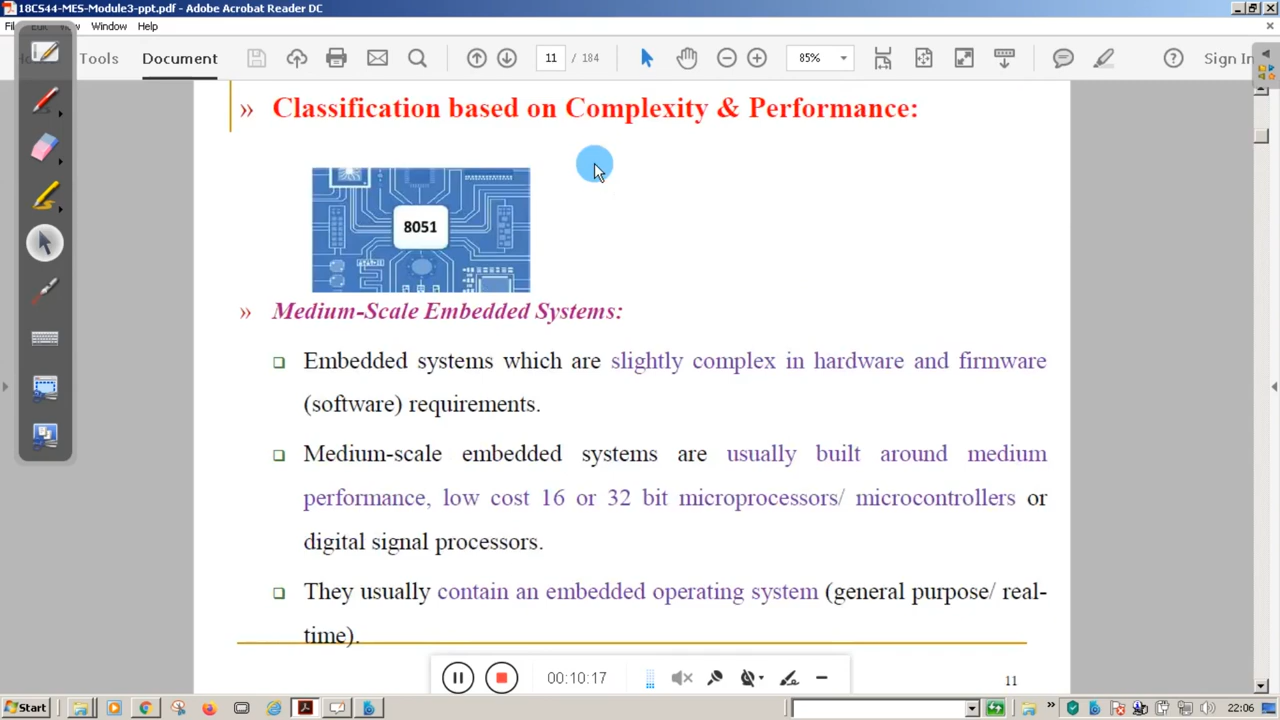 18CS44-MES-Module3-ppt.pdf - Adobe Acrobat Reader DC
Window Help
Tools Document 11 / 184 85% Sign In
» Classification based on Complexity & Performance:
8051
» Medium-Scale Embedded Systems:
❑ Embedded systems which are slightly complex in hardware and firmware
(software) requirements.
❑ Medium-scale embedded systems are usually built around medium
performance, low cost 16 or 32 bit microprocessors/ microcontrollers or
digital signal processors.
❑ They usually contain an embedded operating system (general purpose/ real-
time).
00:10:17
11
Start 22:06